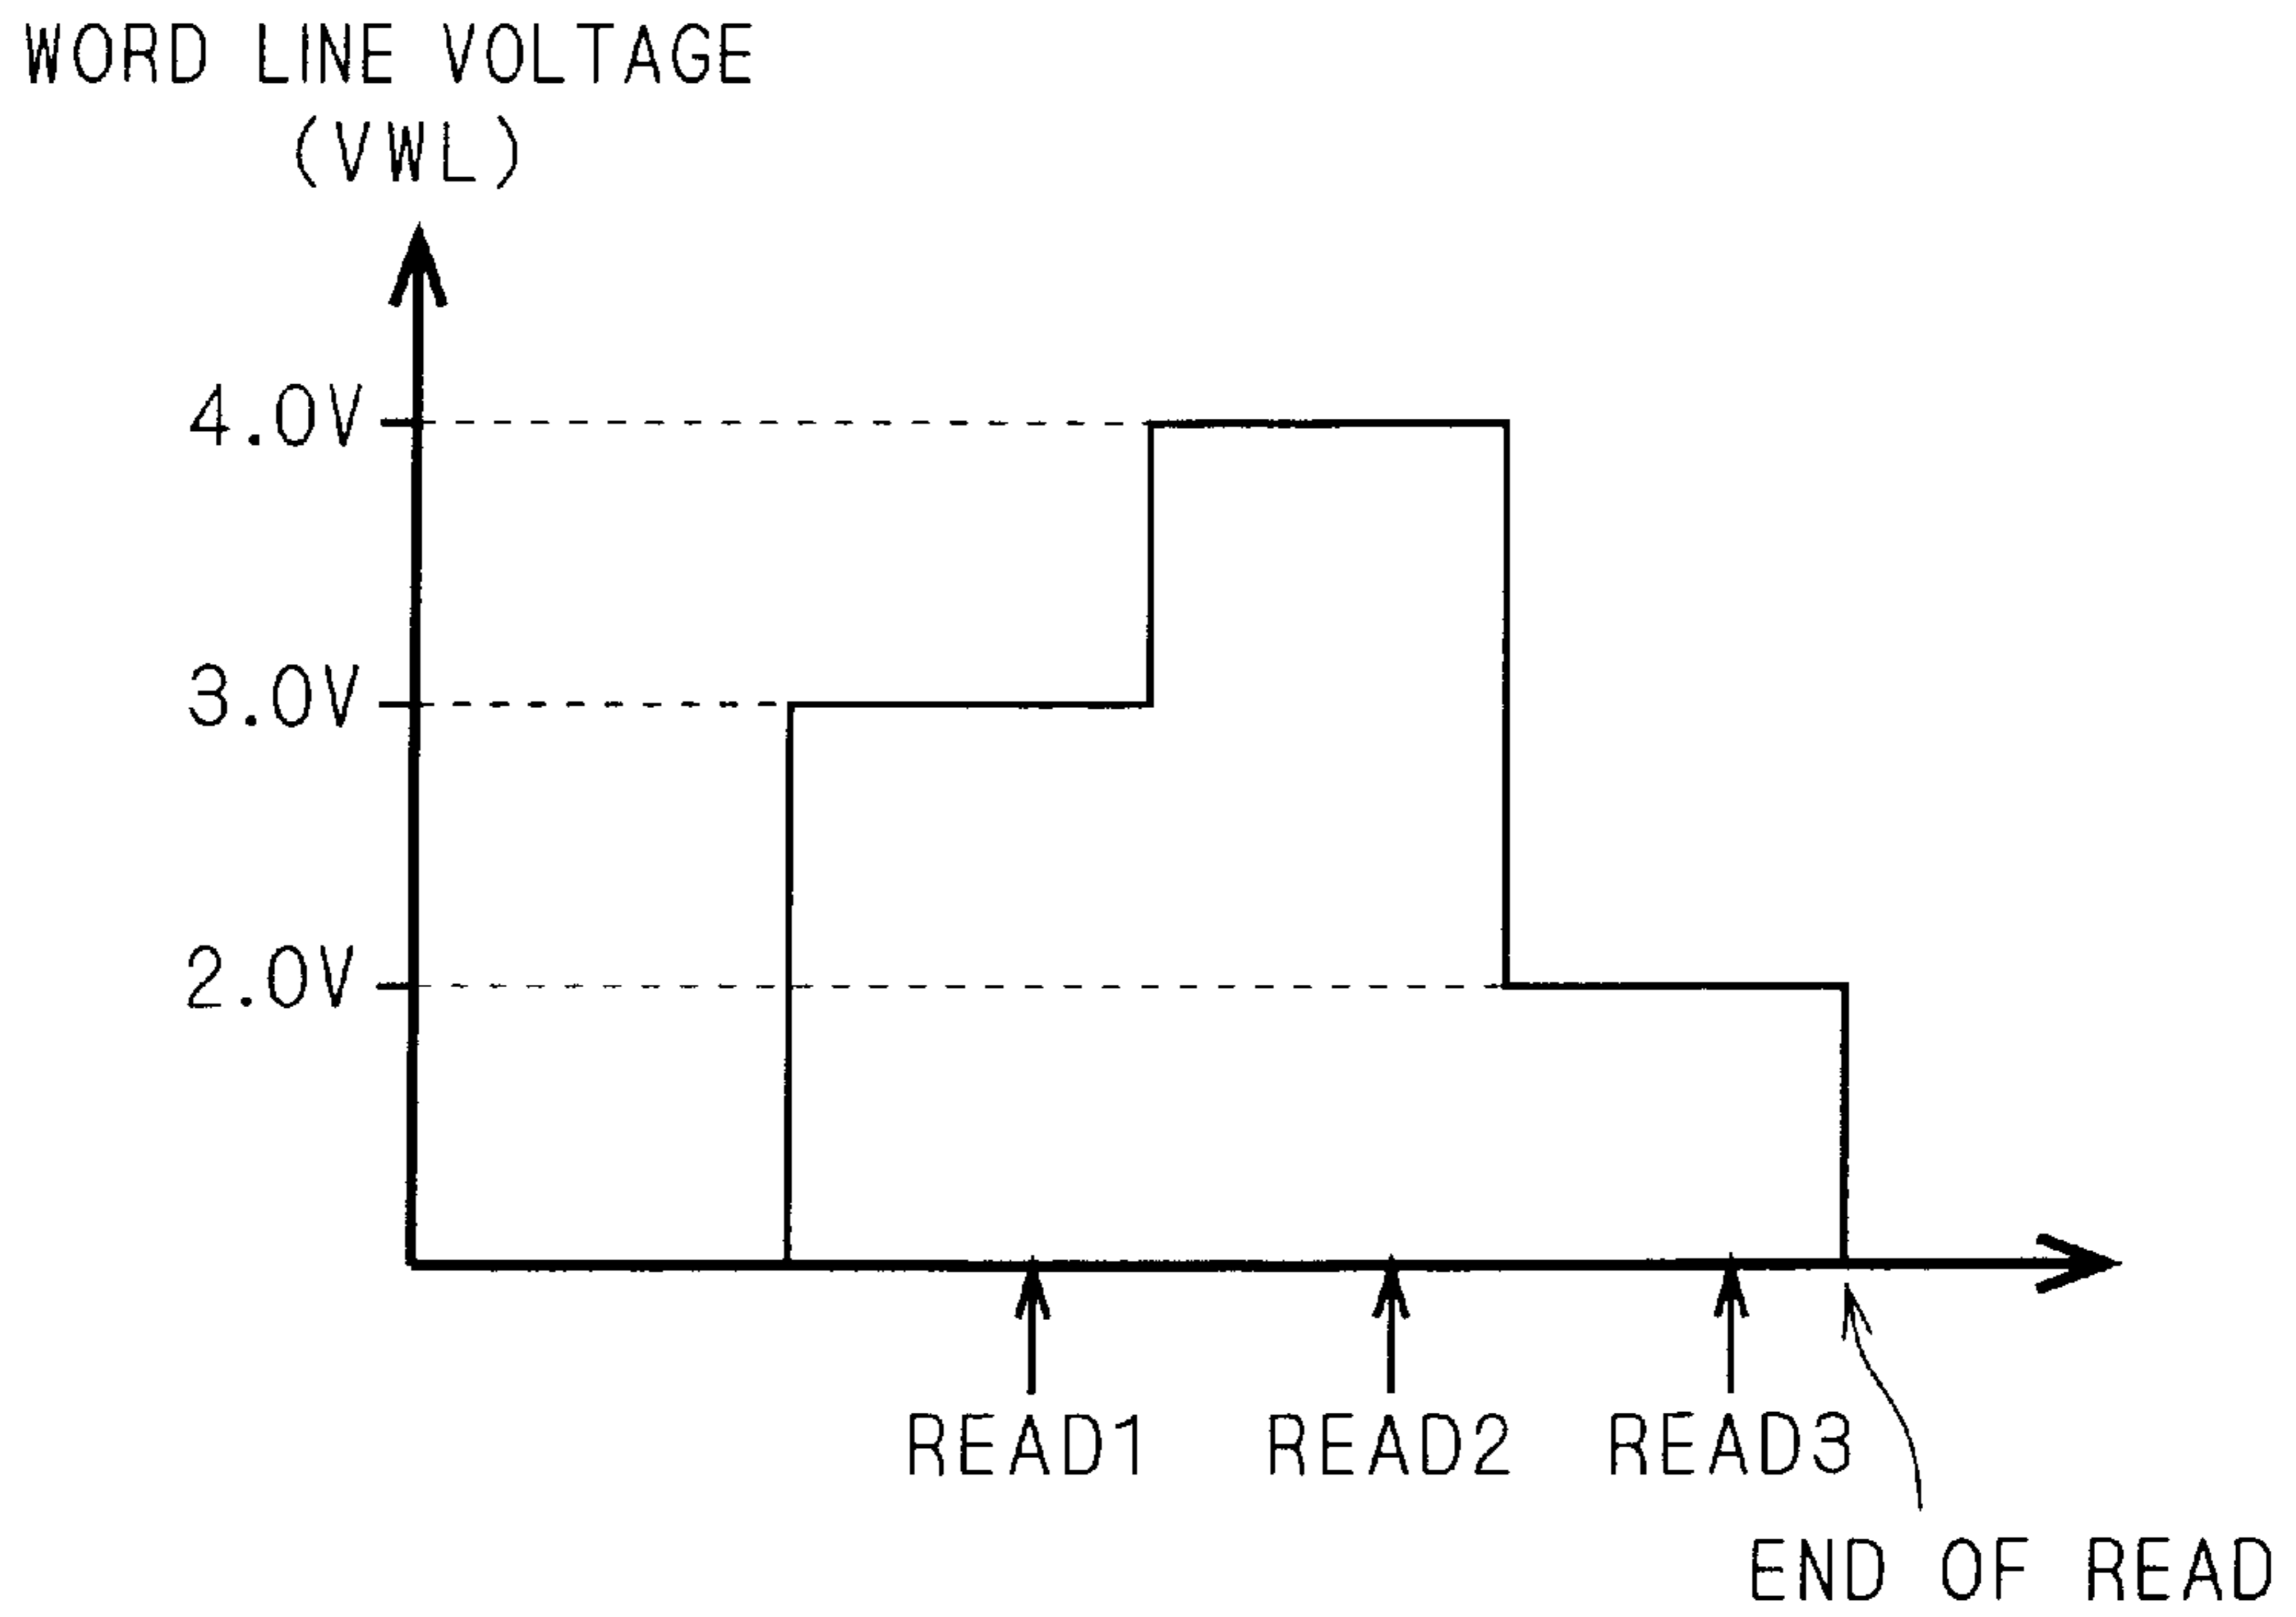 WORD LINE VOLTAGE
(VWL)
4.0V
3.0V
2.0V
READ1 READ2 READ3
END OF READ